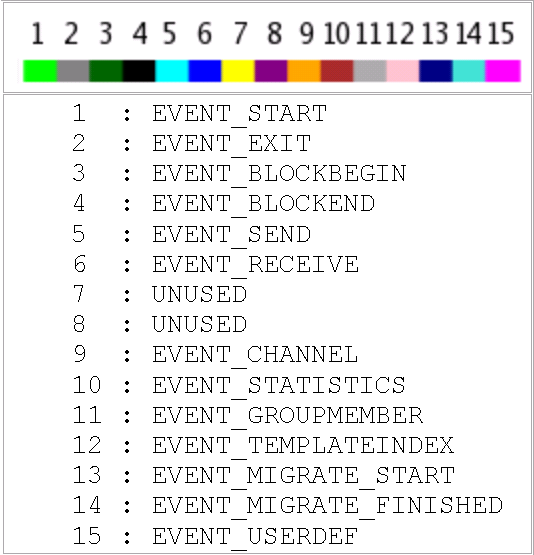 1 2 3 4 5 6 7 8 9 10 11 12 13 14 15
1 : EVENT_START
2 : EVENT_EXIT
3 : EVENT_BLOCKBEGIN
4 : EVENT_BLOCKEND
5 : EVENT_SEND
6 : EVENT_RECEIVE
7 : UNUSED
8 : UNUSED
9 : EVENT_CHANNEL
10 : EVENT_STATISTICS
11 : EVENT_GROUPMEMBER
12 : EVENT_TEMPLATEINDEX
13 : EVENT_MIGRATE_START
14 : EVENT_MIGRATE_FINISHED
15 : EVENT_USERDEF